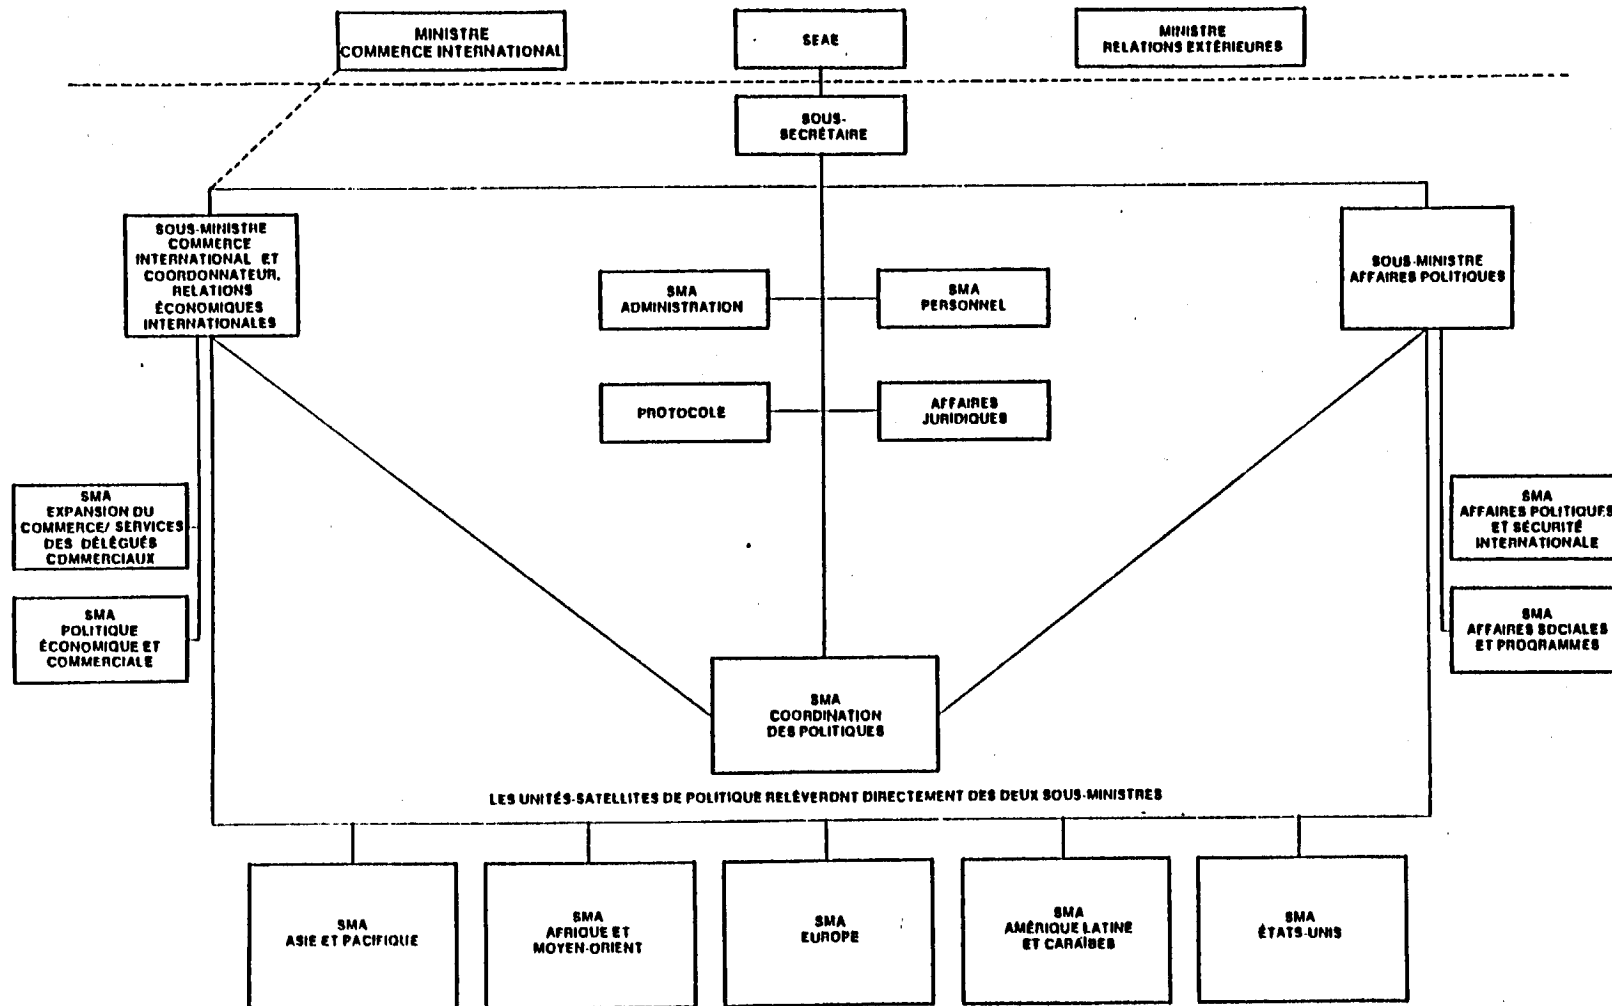 MINISTRE
COMMERCE INTERNATIONAL
SEAE
MINISTRE
RELATIONS EXTÉRIEURES
SOUS-
SECRÉTAIRE
SOUS-MINISTRE
COMMERCE
INTERNATIONAL ET
COORDONNATEUR,
RELATIONS
ÉCONOMIQUES
INTERNATIONALES
SOUS-MINISTRE
AFFAIRES POLITIQUES
SMA
ADMINISTRATION
SMA
PERSONNEL
PROTOCOLE
AFFAIRES
JURIDIQUES
SMA
EXPANSION DU
COMMERCE/ SERVICES
DES DÉLÉGUÉS
COMMERCIAUX
SMA
AFFAIRES POLITIQUES
ET SÉCURITÉ
INTERNATIONALE
SMA
POLITIQUE
ÉCONOMIQUE ET
COMMERCIALE
SMA
AFFAIRES SOCIALES
ET PROGRAMMES
SMA
COORDINATION
DES POLITIQUES
LES UNITÉS-SATELLITES DE POLITIQUE RELÈVERONT DIRECTEMENT DES DEUX SOUS-MINISTRES
SMA
ASIE ET PACIFIQUE
SMA
AFRIQUE ET
MOYEN-ORIENT
SMA
EUROPE
SMA
AMÉRIQUE LATINE
ET CARAÏBES
SMA
ÉTATS-UNIS